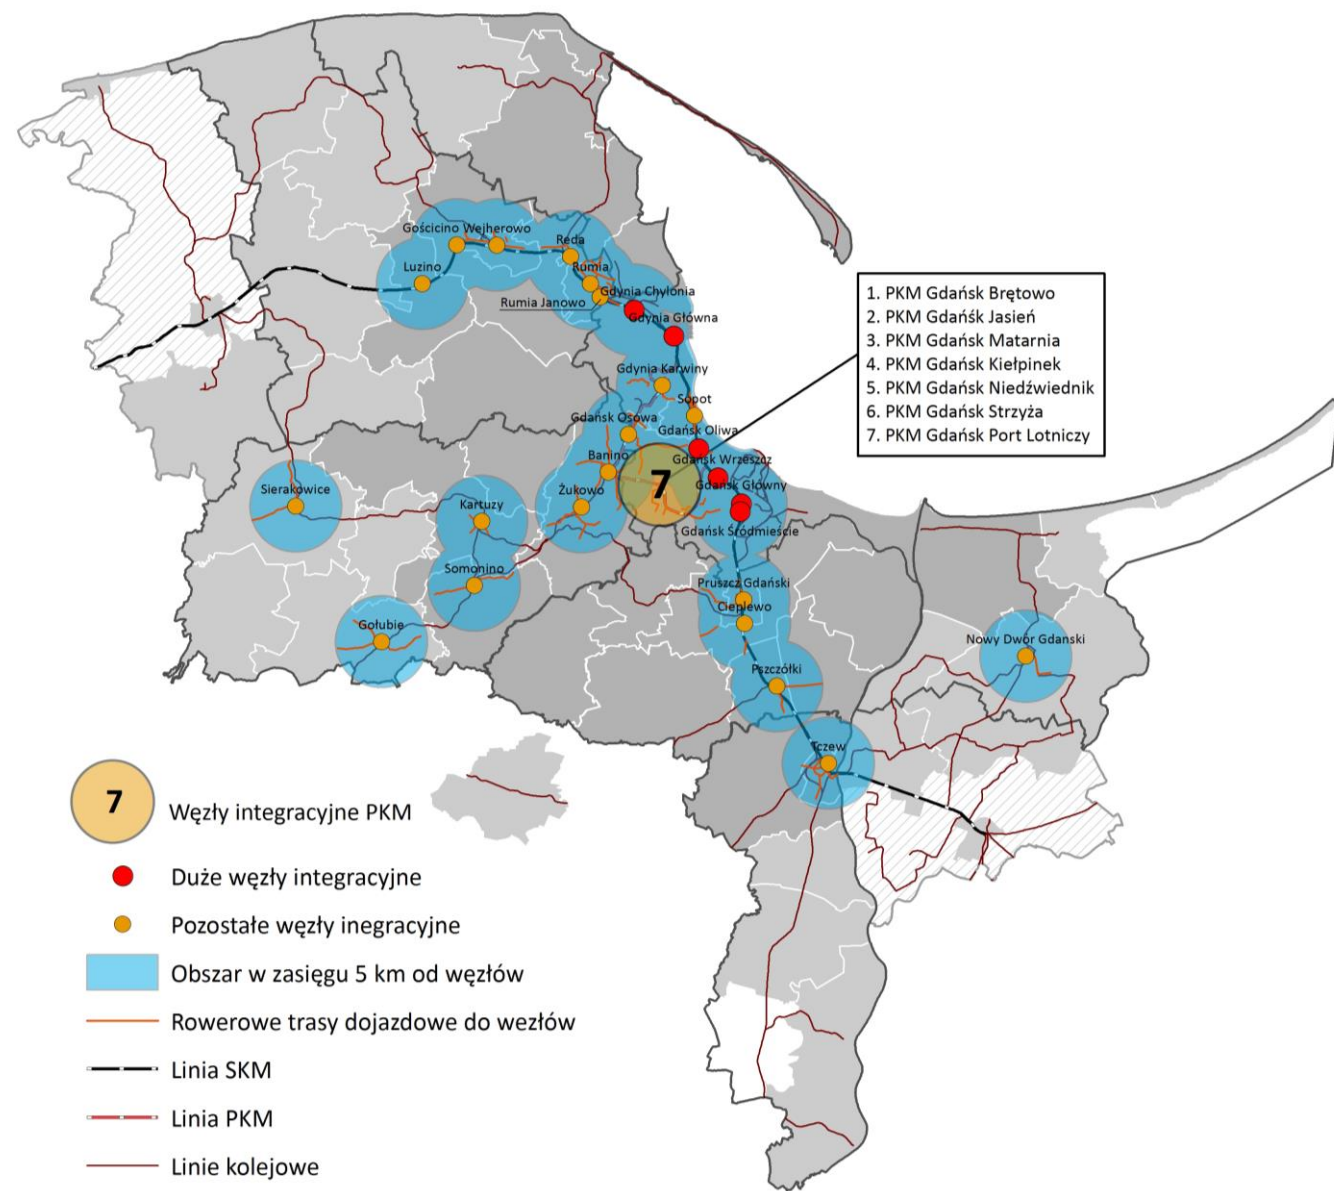 Gościcino
Wejherowo
Reda
Luzino
Rumia
Gdynia Chylonia
Rumia Janowo
Gdynia Główna
Gdynia Karwiny
Sopot
Gdańsk Osowa
Gdańsk Oliwa
Banino
Gdańsk Wrzeszcz
7
Gdańsk Główny
Sierakowice
Kartuzy
Żukowo
Gdańsk Śródmieście
Somonino
Pruszcz Gdański
Cieplewo
Gołubie
Nowy Dwór Gdanski
Pszczółki
Tczew
1. PKM Gdańsk Brętowo
2. PKM Gdańśk Jasień
3. PKM Gdańsk Matarnia
4. PKM Gdańsk Kiełpinek
5. PKM Gdańsk Niedźwiednik
6. PKM Gdańsk Strzyża
7. PKM Gdańsk Port Lotniczy
7 Węzły integracyjne PKM
Duże węzły integracyjne
Pozostałe węzły inegracyjne
Obszar w zasięgu 5 km od węzłów
Rowerowe trasy dojazdowe do wezłów
Linia SKM
Linia PKM
Linie kolejowe